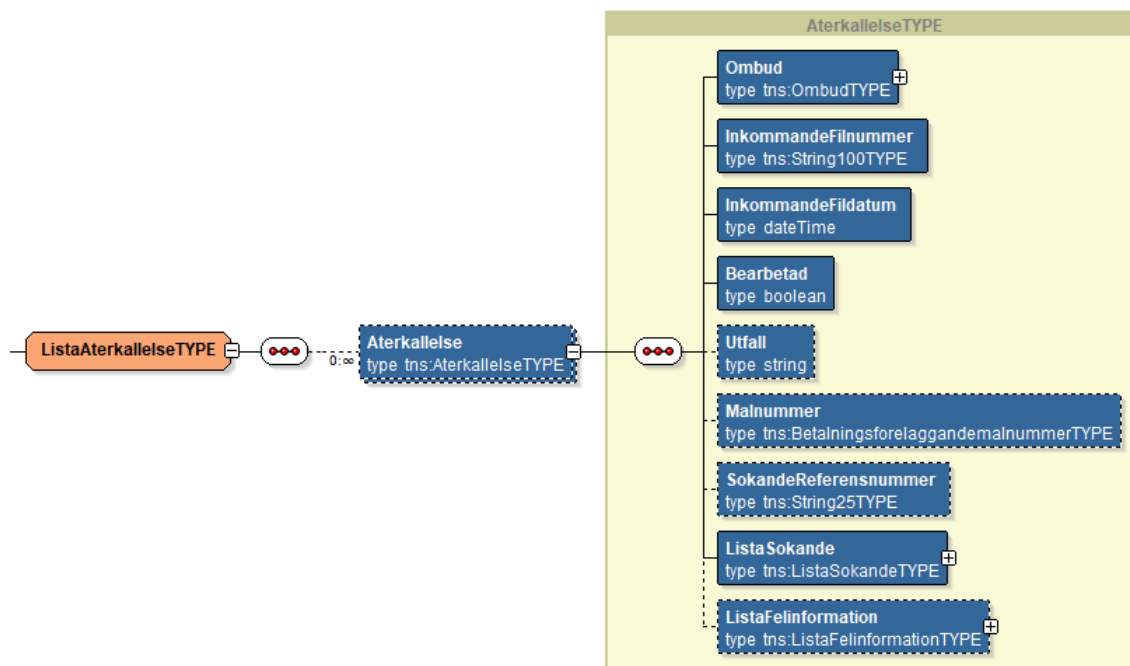 AterkallelseTYPE
Ombud
type tns:OmbudTYPE
InkommandeFilnummer
type tns:String100TYPE
InkommandeFildatum
type dateTime
Bearbetad
type boolean
ListaAterkallelseTYPE
0:∞
Aterkallelse
type tns:AterkallelseTYPE
Utfall
type string
Malnummer
type tns:BetalningsforelaggandemalnummerTYPE
SokandeReferensnummer
type tns:String25TYPE
ListaSokande
type tns:ListaSokandeTYPE
ListaFelinformation
type tns:ListaFelinformationTYPE